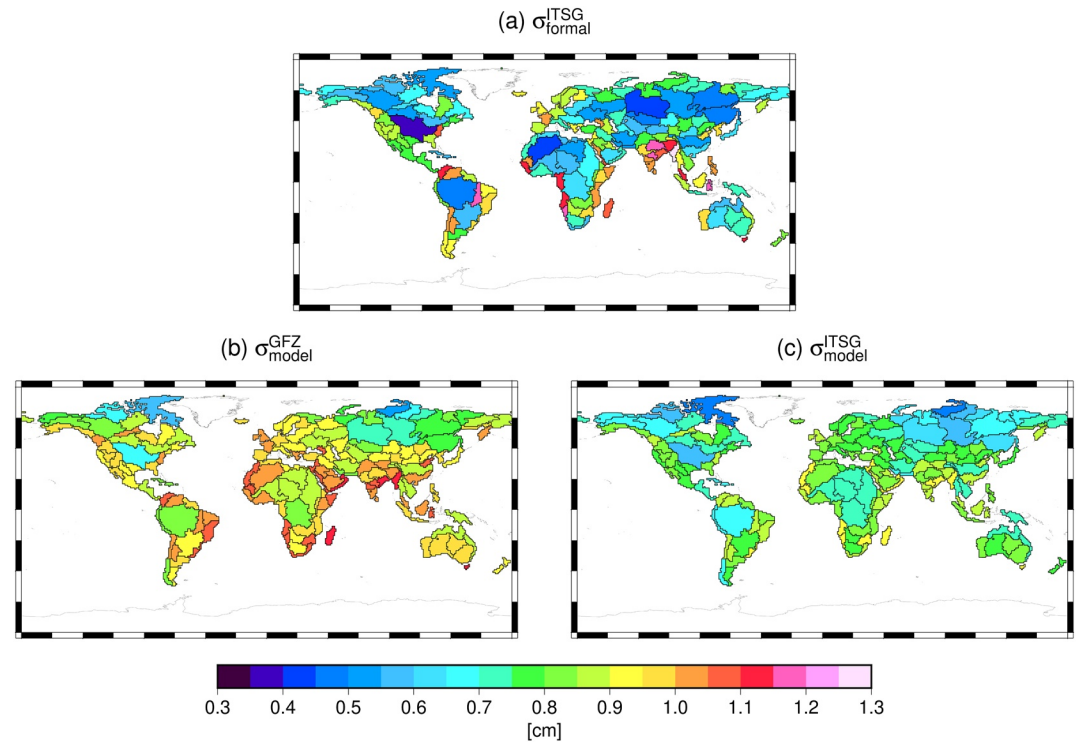 (a) σ^ITSG_formal
(b) σ^GFZ_model
(c) σ^ITSG_model
0.3 0.4 0.5 0.6 0.7 0.8 0.9 1.0 1.1 1.2 1.3
[cm]